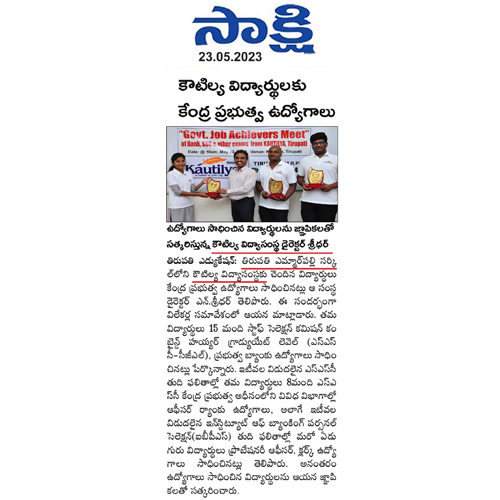 సాక్షి
23.05.2023
కౌటిల్య విద్యార్థులకు
కేంద్ర ప్రభుత్వ ఉద్యోగాలు
"Govt. Job Achievers Meet"
of Bank, SSC & other exams from KAUTILYA, Tirupati
Kautilya
ఉద్యోగాలు సాధించిన విద్యార్థులను జ్ఞాపికలతో
సత్కరిస్తున్న కౌటిల్య విద్యాసంస్థ డైరెక్టర్ శ్రీధర్
తిరుపతి ఎడ్యుకేషన్: తిరుపతి ఎమ్మార్‌పల్లి సర్కి
ల్‌లోని కౌటిల్య విద్యాసంస్థకు చెందిన విద్యార్థులు
కేంద్ర ప్రభుత్వ ఉద్యోగాలు సాధించినట్లు ఆ సంస్థ
డైరెక్టర్ ఎన్.శ్రీధర్ తెలిపారు. ఈ సందర్భంగా
విలేకర్ల సమావేశంలో ఆయన మాట్లాడారు. తమ
విద్యార్థులు 15 మంది స్టాఫ్ సెలెక్షన్ కమిషన్ కం
బైన్డ్ హయ్యర్ గ్రాడ్యుయేట్ లెవెల్ (ఎస్ఎస్
సీ–సీజీఎల్), ప్రభుత్వ బ్యాంకు ఉద్యోగాలు సాధిం
చినట్లు పేర్కొన్నారు. ఇటీవల విడుదలైన ఎస్ఎస్‌సీ
తుది ఫలితాల్లో తమ విద్యార్థులు 8మంది ఎస్ఎ
స్‌సీ కేంద్ర ప్రభుత్వ అధీనంలోని వివిధ విభాగాల్లో
ఆఫీసర్ ర్యాంకు ఉద్యోగాలు, అలాగే ఇటీవల
విడుదలైన ఇన్‌స్టిట్యూట్ ఆఫ్ బ్యాంకింగ్ పర్సనల్
సెలెక్షన్(ఐబీపీఎస్) తుది ఫలితాల్లో మరో ఏడు
గురు విద్యార్థులు ప్రొబేషనరీ ఆఫీసర్, క్లర్క్ ఉద్యో
గాలు సాధించినట్లు తెలిపారు. అనంతరం
ఉద్యోగాలు సాధించిన విద్యార్థులను ఆయన జ్ఞాపి
కలతో సత్కరించారు.